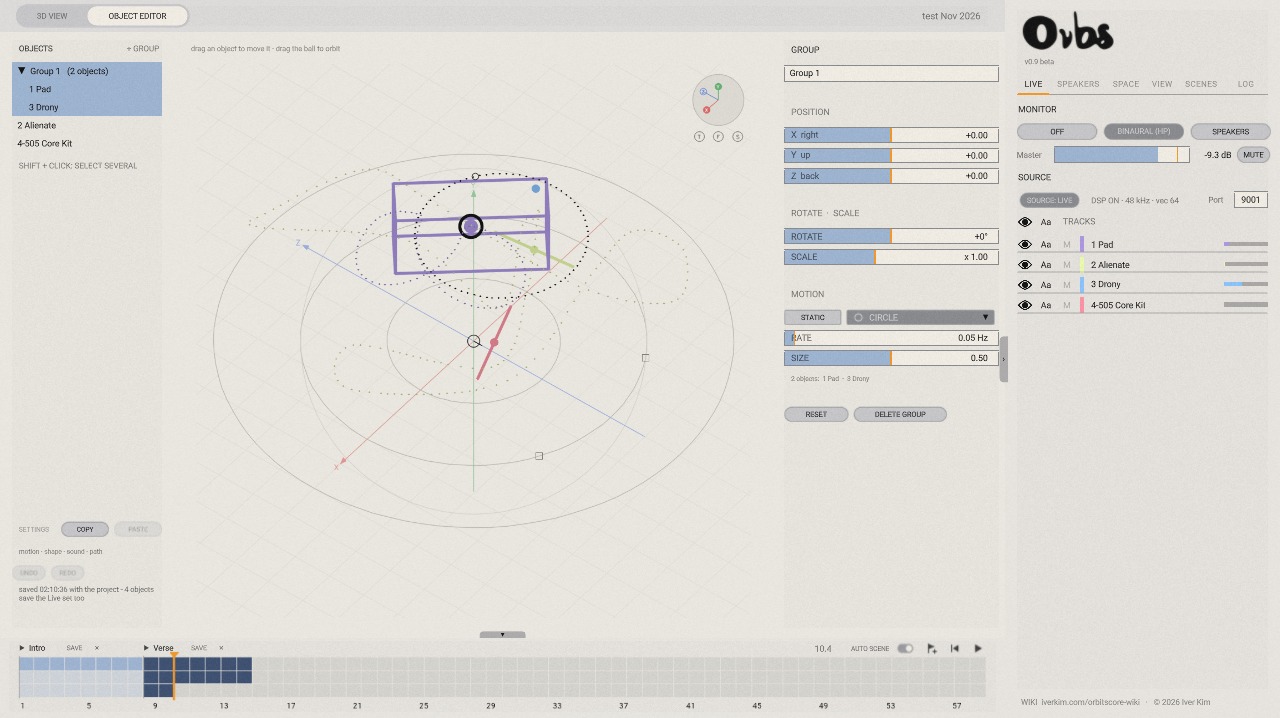 3D VIEW
OBJECT EDITOR
test Nov 2026
OBJECTS
+ GROUP
▼ Group 1 (2 objects)
1 Pad
3 Drony
2 Alienate
4-505 Core Kit
SHIFT + CLICK: SELECT SEVERAL
SETTINGS
COPY
PASTE
motion · shape · sound · path
UNDO
REDO
saved 02:10:36 with the project · 4 objects
save the Live set too
drag an object to move it · drag the ball to orbit
Y
Z
X
T
F
S
Z
X
GROUP
Group 1
POSITION
X right +0.00
Y up +0.00
Z back +0.00
ROTATE · SCALE
ROTATE +0°
SCALE x 1.00
MOTION
STATIC
CIRCLE ▼
RATE 0.05 Hz
SIZE 0.50
2 objects: 1 Pad · 3 Drony
RESET
DELETE GROUP
Orbs
v0.9 beta
LIVE
SPEAKERS
SPACE
VIEW
SCENES
LOG
MONITOR
OFF
BINAURAL (HP)
SPEAKERS
Master
-9.3 dB
MUTE
SOURCE
SOURCE: LIVE
DSP ON · 48 kHz · vec 64
Port
9001
Aa TRACKS
Aa M 1 Pad
Aa M 2 Alienate
Aa M 3 Drony
Aa M 4-505 Core Kit
▶ Intro SAVE ×
▶ Verse SAVE ×
10.4
AUTO SCENE
1 5 9 13 17 21 25 29 33 37 41 45 49 53 57
WIKI iverkim.com/orbitscore-wiki · © 2026 Iver Kim